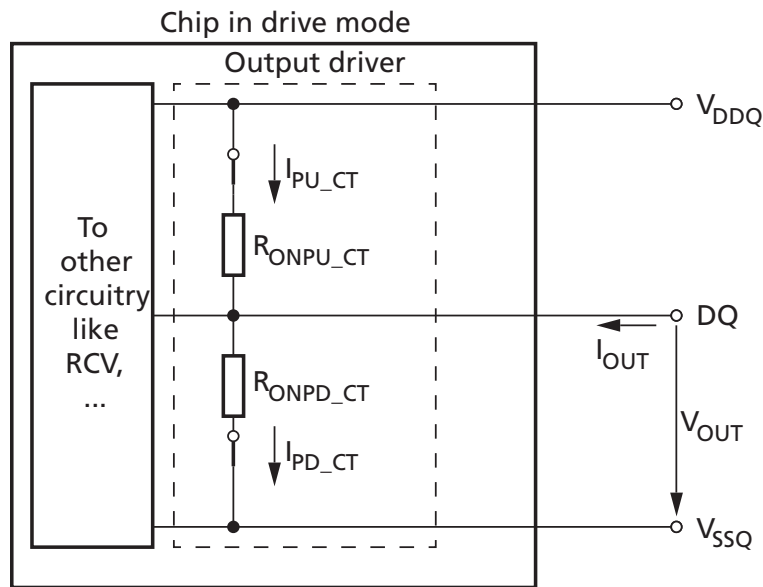 Chip in drive mode
Output driver
V_DDQ
I_PU_CT
To
other
circuitry
like
RCV,
...
R_ONPU_CT
DQ
I_OUT
R_ONPD_CT
V_OUT
I_PD_CT
V_SSQ